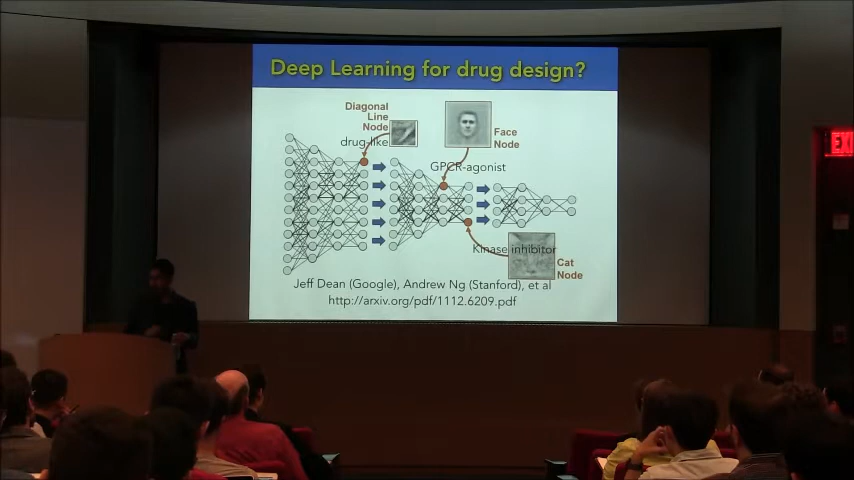 Deep Learning for drug design?
Diagonal
Line
Node
drug-like
Face
Node
GPCR-agonist
Kinase inhibitor
Cat
Node
Jeff Dean (Google), Andrew Ng (Stanford), et al
http://arxiv.org/pdf/1112.6209.pdf
EXI